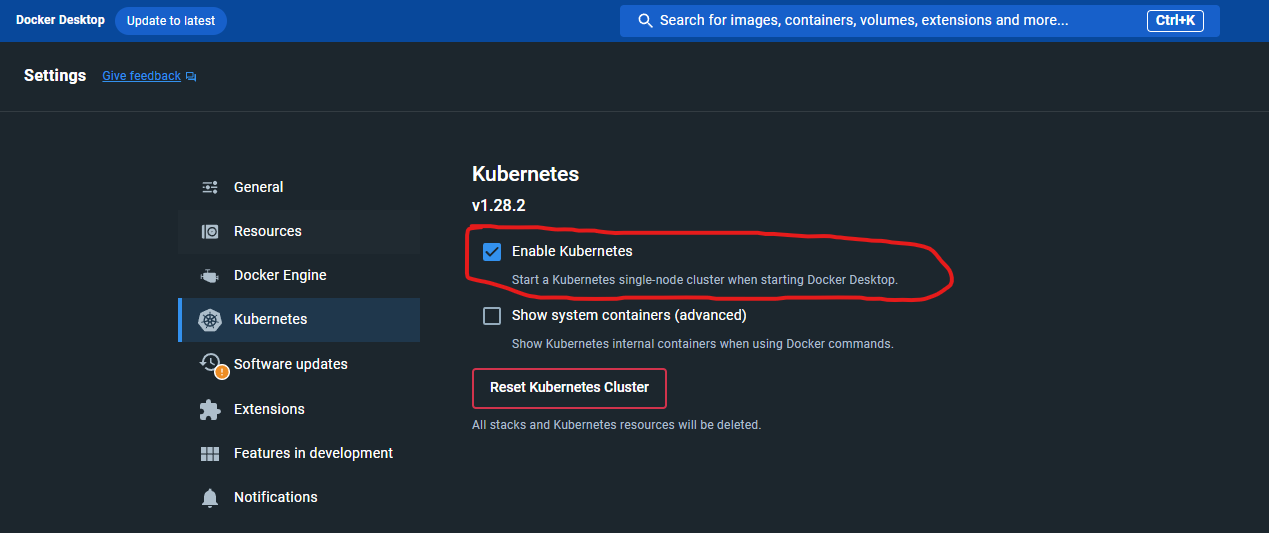 Docker Desktop Update to latest Search for images, containers, volumes, extensions and more... Ctrl+K
Settings Give feedback
General
Resources
Docker Engine
Kubernetes
Software updates
Extensions
Features in development
Notifications
Kubernetes
v1.28.2
Enable Kubernetes
Start a Kubernetes single-node cluster when starting Docker Desktop.
Show system containers (advanced)
Show Kubernetes internal containers when using Docker commands.
Reset Kubernetes Cluster
All stacks and Kubernetes resources will be deleted.